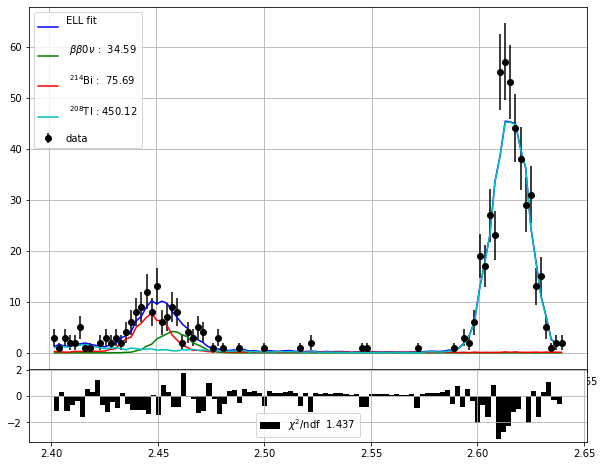 ELL fit
ββ0ν : 34.59
²¹⁴Bi : 75.69
²⁰⁸Tl : 450.12
data
60
50
40
30
20
10
0
55
2
0
−2
χ²/ndf 1.437
2.40 2.45 2.50 2.55 2.60 2.65